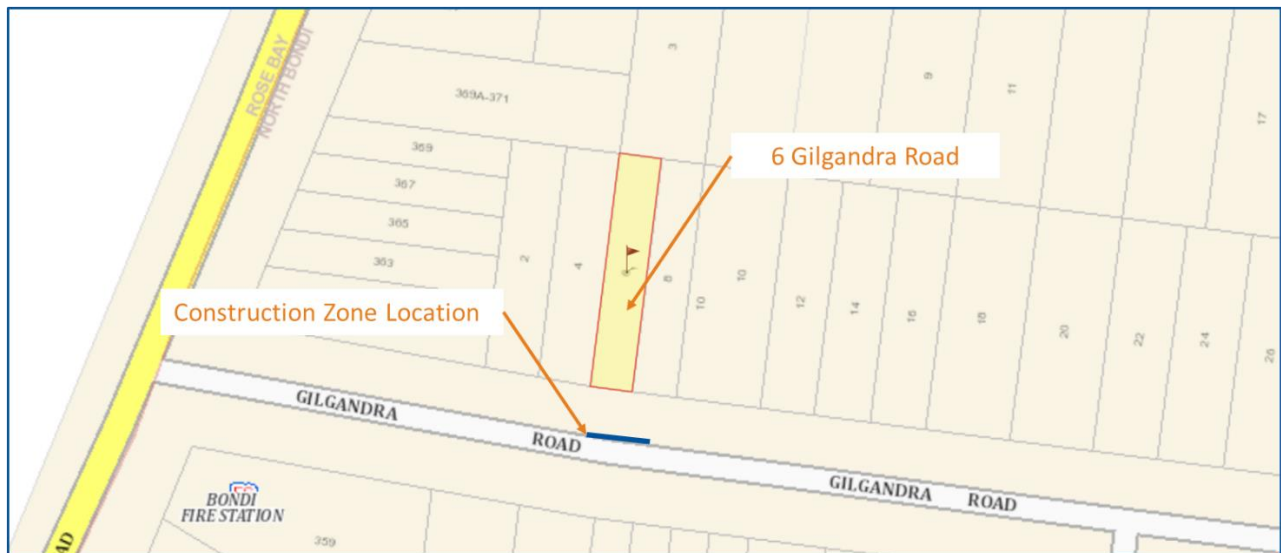 ROSE BAY
NORTH BONDI
3
9
11
17
369A-371
6 Gilgandra Road
369
367
365
363
2
4
8
10
10
12
14
16
18
20
22
24
26
Construction Zone Location
GILGANDRA
ROAD
GILGANDRA ROAD
BONDI
FIRE STATION
359
AD